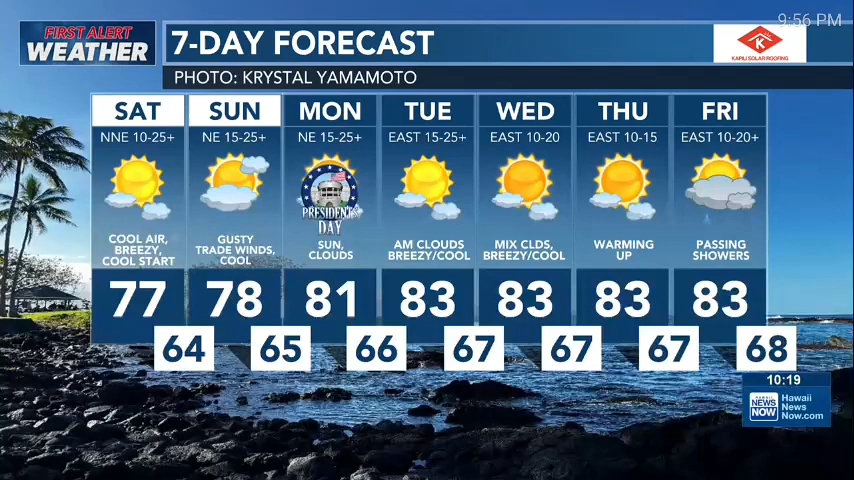 9:56 PM
FIRST ALERT
WEATHER
7-DAY FORECAST
K
KAPILI SOLAR ROOFING
PHOTO: KRYSTAL YAMAMOTO
SAT SUN MON TUE WED THU FRI
NNE 10-25+ NE 15-25+ NE 15-25+ EAST 15-25+ EAST 10-20 EAST 10-15 EAST 10-20+
PRESIDENTS
DAY
COOL AIR,
BREEZY,
COOL START
GUSTY
TRADE WINDS,
COOL
SUN,
CLOUDS
AM CLOUDS
BREEZY/COOL
MIX CLDS,
BREEZY/COOL
WARMING
UP
PASSING
SHOWERS
77 78 81 83 83 83 83
64 65 66 67 67 67 68
10:19
HAWAII
NEWS
NOW
Hawaii
News
Now.com